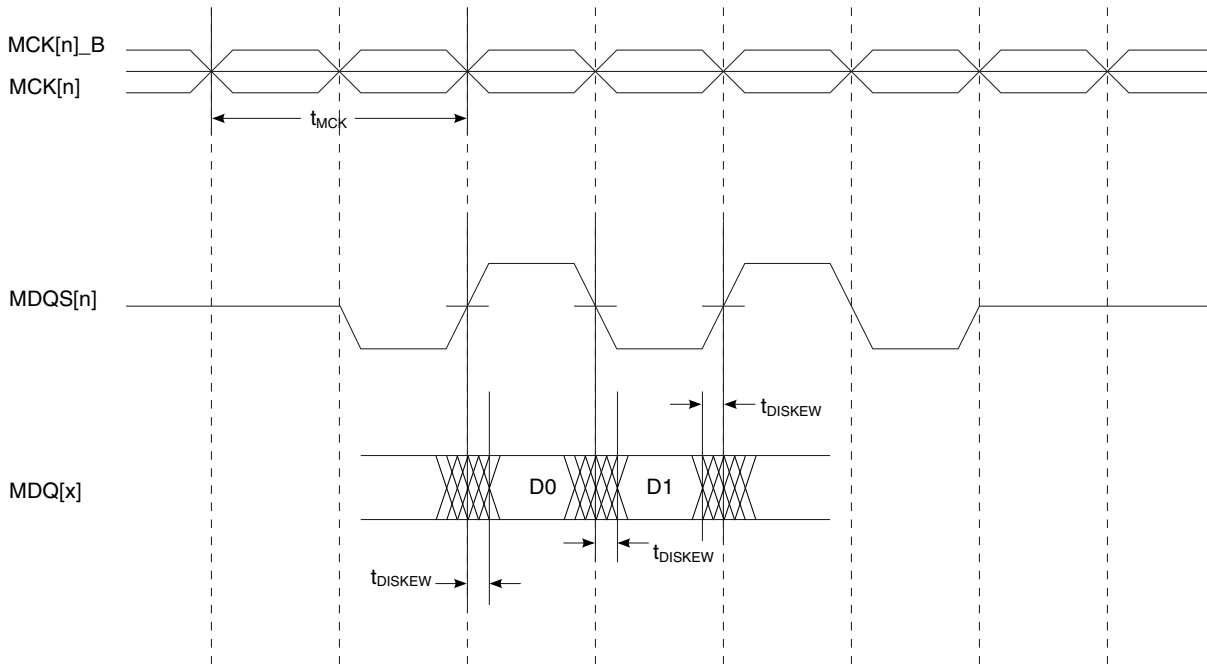 MCK[n]_B
MCK[n]
tMCK
MDQS[n]
tDISKEW
MDQ[x]
D0
D1
tDISKEW
tDISKEW